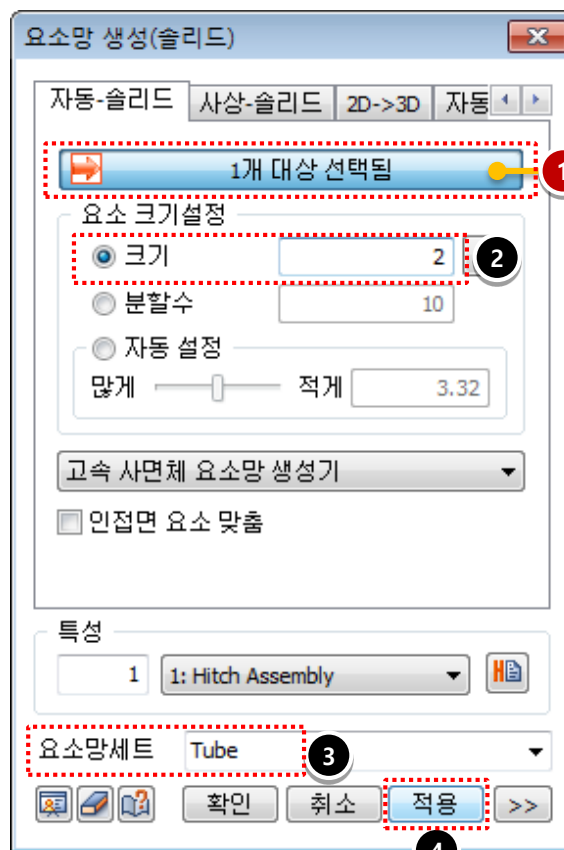 요소망 생성(솔리드)
자동-솔리드 사상-솔리드 2D->3D 자동
1개 대상 선택됨 1
요소 크기설정
크기 2 2
분할수 10
자동 설정
많게 적게 3.32
고속 사면체 요소망 생성기
인접면 요소 맞춤
특성
1 1: Hitch Assembly H
요소망세트 Tube 3
확인 취소 적용 >>
4